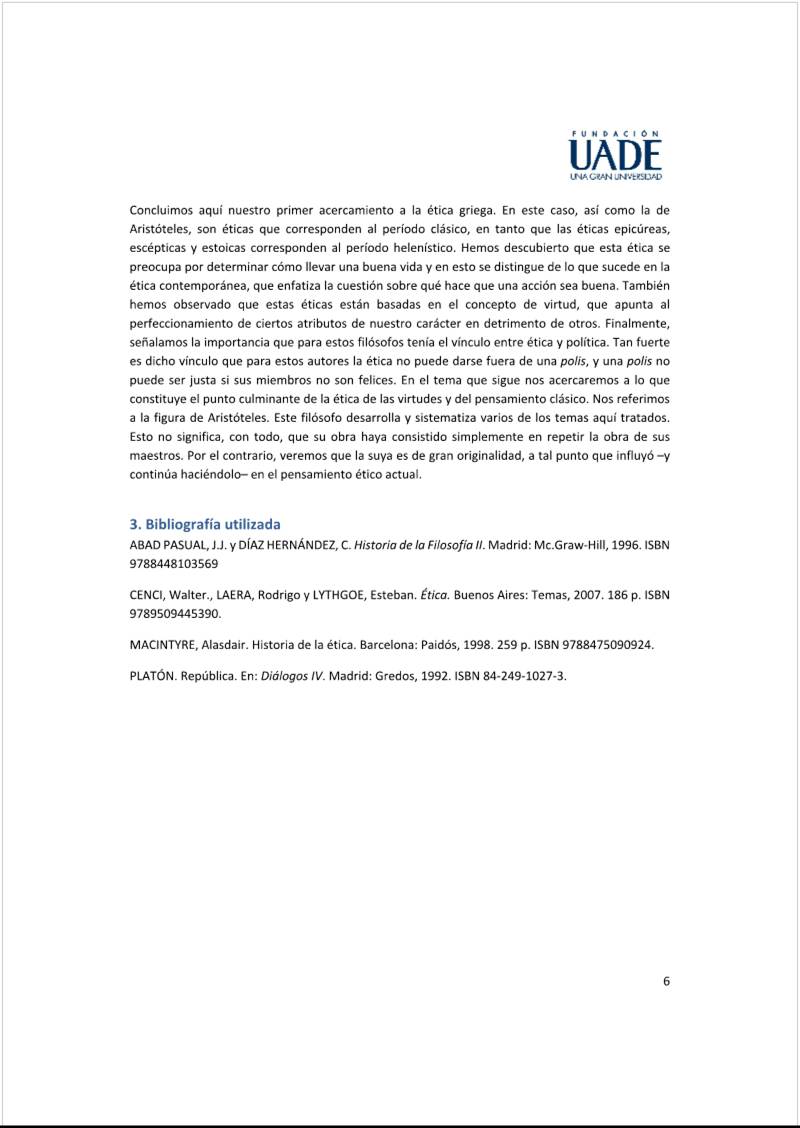 FUNDACIÓN
UADE
UNA GRAN UNIVERSIDAD
Concluimos aquí nuestro primer acercamiento a la ética griega. En este caso, así como la de
Aristóteles, son éticas que corresponden al período clásico, en tanto que las éticas epicúreas,
escépticas y estoicas corresponden al período helenístico. Hemos descubierto que esta ética se
preocupa por determinar cómo llevar una buena vida y en esto se distingue de lo que sucede en la
ética contemporánea, que enfatiza la cuestión sobre qué hace que una acción sea buena. También
hemos observado que estas éticas están basadas en el concepto de virtud, que apunta al
perfeccionamiento de ciertos atributos de nuestro carácter en detrimento de otros. Finalmente,
señalamos la importancia que para estos filósofos tenía el vínculo entre ética y política. Tan fuerte
es dicho vínculo que para estos autores la ética no puede darse fuera de una polis, y una polis no
puede ser justa si sus miembros no son felices. En el tema que sigue nos acercaremos a lo que
constituye el punto culminante de la ética de las virtudes y del pensamiento clásico. Nos referimos
a la figura de Aristóteles. Este filósofo desarrolla y sistematiza varios de los temas aquí tratados.
Esto no significa, con todo, que su obra haya consistido simplemente en repetir la obra de sus
maestros. Por el contrario, veremos que la suya es de gran originalidad, a tal punto que influyó –y
continúa haciéndolo– en el pensamiento ético actual.
3. Bibliografía utilizada
ABAD PASUAL, J.J. y DÍAZ HERNÁNDEZ, C. Historia de la Filosofía II. Madrid: Mc.Graw-Hill, 1996. ISBN
9788448103569
CENCI, Walter., LAERA, Rodrigo y LYTHGOE, Esteban. Ética. Buenos Aires: Temas, 2007. 186 p. ISBN
9789509445390.
MACINTYRE, Alasdair. Historia de la ética. Barcelona: Paidós, 1998. 259 p. ISBN 9788475090924.
PLATÓN. República. En: Diálogos IV. Madrid: Gredos, 1992. ISBN 84-249-1027-3.
6